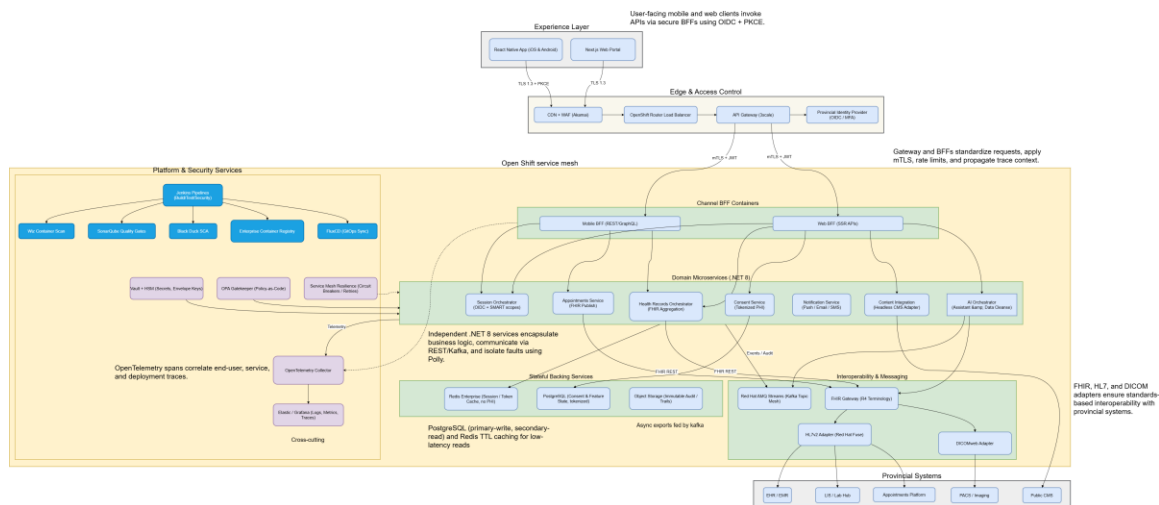 User-facing mobile and web clients invoke
APIs via secure BFFs using OIDC + PKCE.
Experience Layer
React Native App (iOS & Android)
Next.js Web Portal
TLS 1.3 + PKCE
TLS 1.3
Edge & Access Control
CDN + WAF (Akamai)
OpenShift Router Load Balancer
API Gateway (3scale)
Provincial Identity Provider
(OIDC / MFA)
Gateway and BFFs standardize requests, apply
mTLS, rate limits, and propagate trace context.
mTLS + JWT
mTLS + JWT
Open Shift service mesh
Platform & Security Services
Jenkins Pipelines
(Build/Test/Security)
Wiz Container Scan
SonarQube Quality Gates
Black Duck SCA
Enterprise Container Registry
FluxCD (GitOps Sync)
Channel BFF Containers
Mobile BFF (REST/GraphQL)
Web BFF (SSR APIs)
Vault + HSM (Secrets, Envelope Keys)
OPA Gatekeeper (Policy-as-Code)
Service Mesh Resilience (Circuit
Breakers / Retries)
Domain Microservices (.NET 8)
Session Orchestrator
(OIDC + SMART scopes)
Appointments Service
(FHIR Publish)
Health Records Orchestrator
(FHIR Aggregation)
Consent Service
(Tokenized PHI)
Notification Service
(Push / Email / SMS)
Content Integration
(Headless CMS Adapter)
AI Orchestrator
(Assistant &amp; Data Cleanse)
Telemetry
Independent .NET 8 services encapsulate
business logic, communicate via
REST/Kafka, and isolate faults using
Polly.
Events / Audit
OpenTelemetry spans correlate end-user, service,
and deployment traces.
OpenTelemetry Collector
FHIR REST
FHIR REST
Stateful Backing Services
Redis Enterprise (Session / Token
Cache, no PHI)
PostgreSQL (Consent & Feature
State, tokenized)
Object Storage (Immutable Audit /
Trails)
Interoperability & Messaging
Red Hat AMQ Streams (Kafka Topic
Mesh)
FHIR Gateway (R4 Terminology)
FHIR, HL7, and DICOM
adapters ensure standards-
based interoperability with
provincial systems.
Elastic / Grafana (Logs, Metrics,
Traces)
Cross-cutting
PostgreSQL (primary-write, secondary-
read) and Redis TTL caching for low-
latency reads
Async exports fed by kafka
HL7v2 Adapter (Red Hat Fuse)
DICOMweb Adapter
Provincial Systems
EHR / EMR
LIS / Lab Hub
Appointments Platform
PACS / Imaging
Public CMS